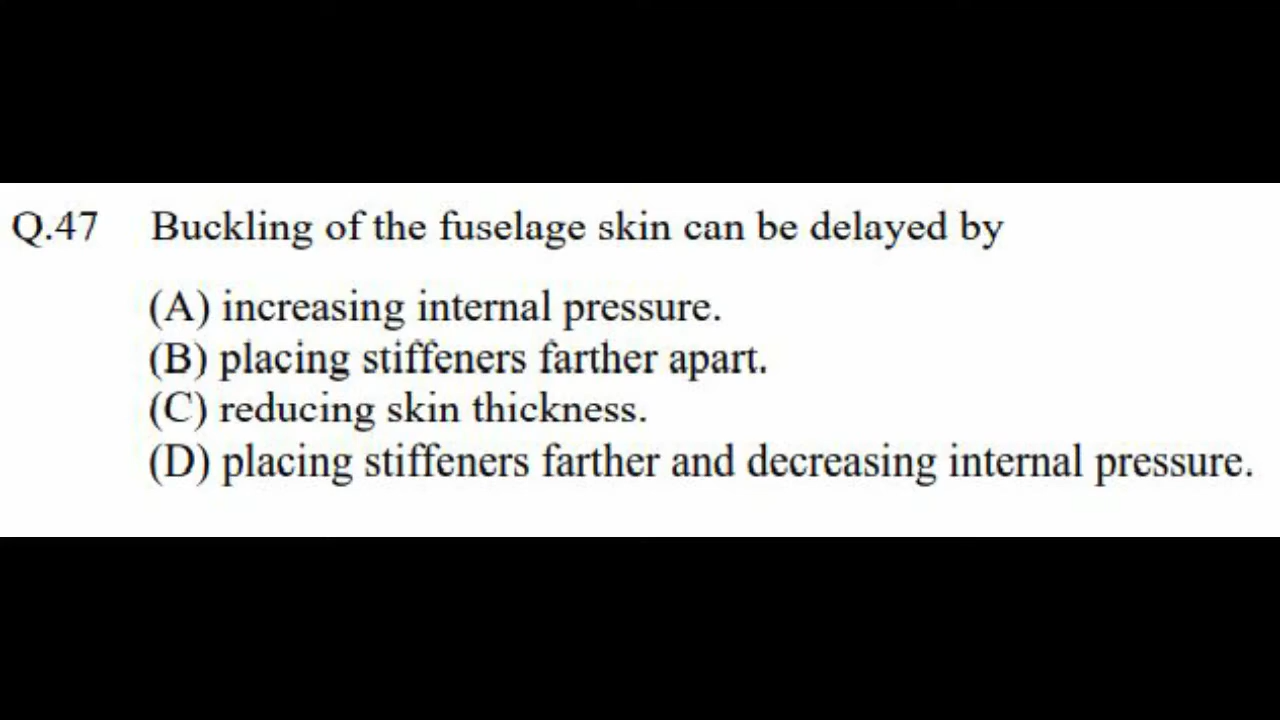 Q.47 Buckling of the fuselage skin can be delayed by
(A) increasing internal pressure.
(B) placing stiffeners farther apart.
(C) reducing skin thickness.
(D) placing stiffeners farther and decreasing internal pressure.